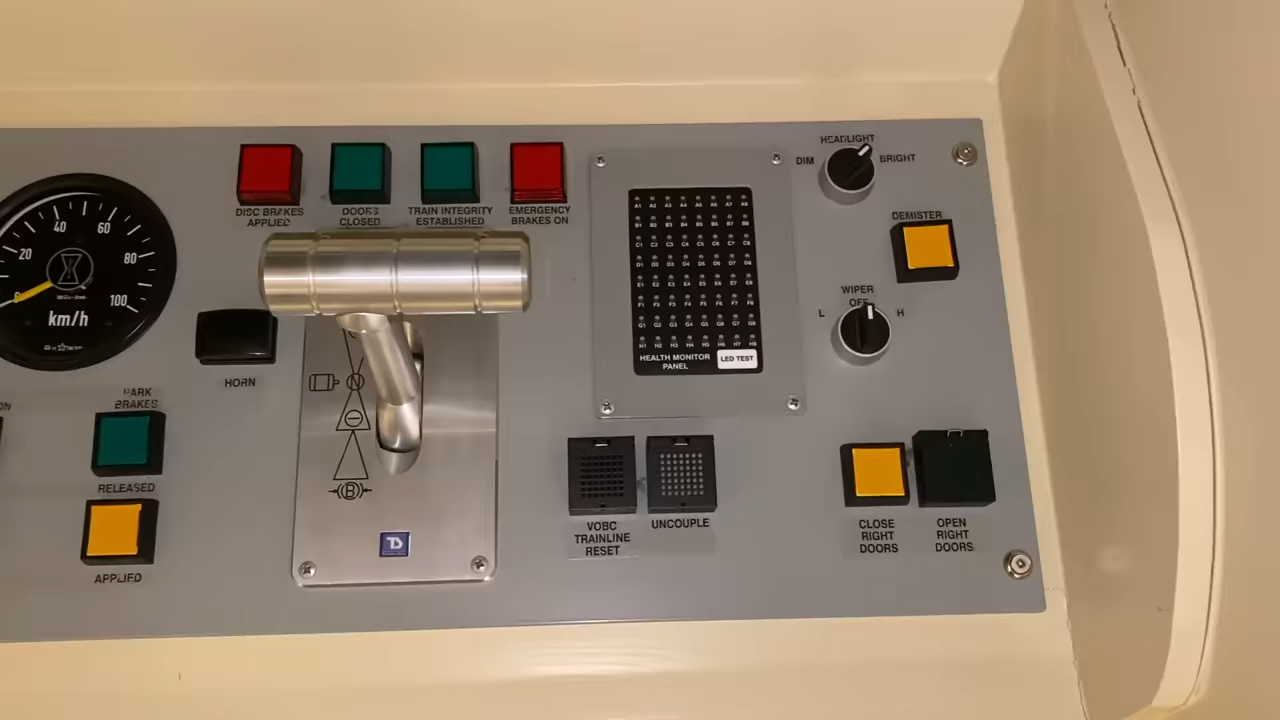 HEADLIGHT
DIM
BRIGHT
DISC BRAKES
APPLIED
DOORS
CLOSED
TRAIN INTEGRITY
ESTABLISHED
EMERGENCY
BRAKES ON
20
40
60
80
100
km/h
A1 A2 A3 A4 A5 A6 A7 A8
B1 B2 B3 B4 B5 B6 B7 B8
C1 C2 C3 C4 C5 C6 C7 C8
D1 D2 D3 D4 D5 D6 D7 D8
E1 E2 E3 E4 E5 E6 E7 E8
F1 F2 F3 F4 F5 F6 F7 F8
G1 G2 G3 G4 G5 G6 G7 G8
H1 H2 H3 H4 H5 H6 H7 H8
HEALTH MONITOR
PANEL
LED TEST
DEMISTER
WIPER
OFF
L
H
HORN
N
B
TS
PARK
BRAKES
RELEASED
APPLIED
VOBC
TRAINLINE
RESET
UNCOUPLE
CLOSE
RIGHT
DOORS
OPEN
RIGHT
DOORS